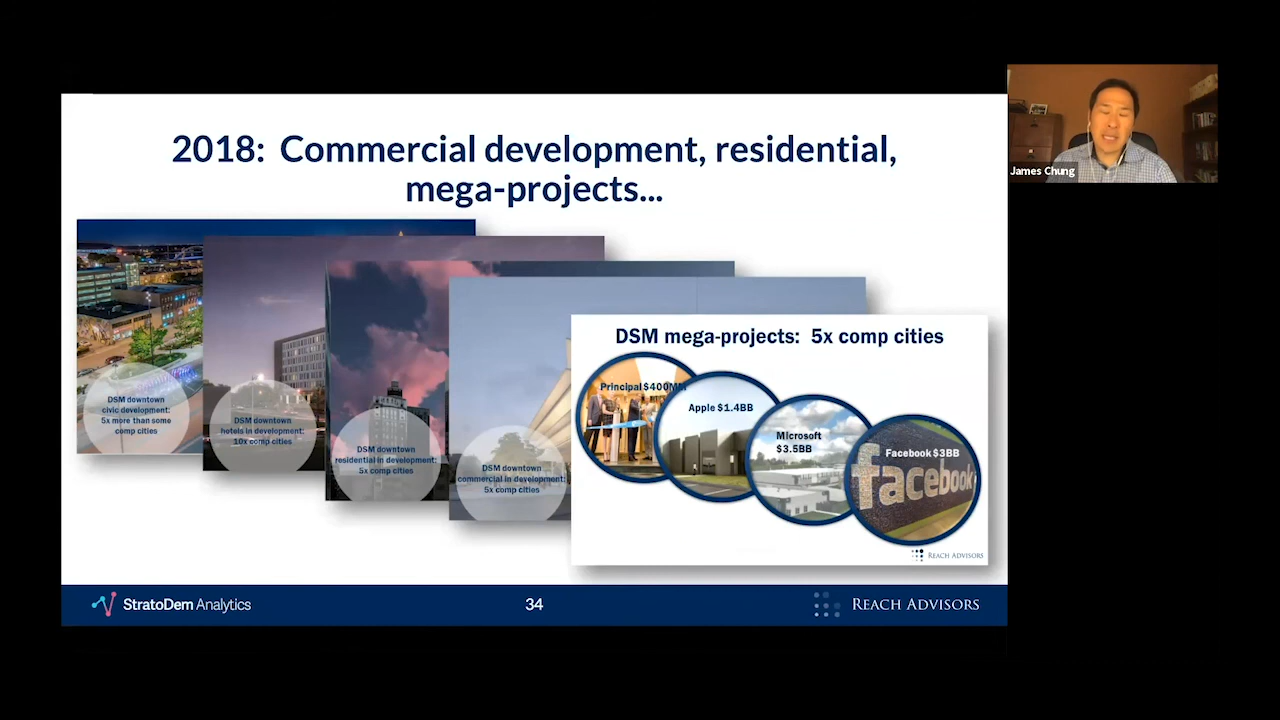 2018: Commercial development, residential,
mega-projects...
DSM downtown
civic development:
5x more than some
comp cities
DSM downtown
hotels in development:
10x comp cities
DSM downtown
residential in development:
5x comp cities
DSM downtown
commercial in development:
5x comp cities
DSM mega-projects: 5x comp cities
Principal $400MM
Apple $1.4BB
Microsoft
$3.5BB
Facebook $3BB
facebook
REACH ADVISORS
StratoDem Analytics
34
REACH ADVISORS
James Chung